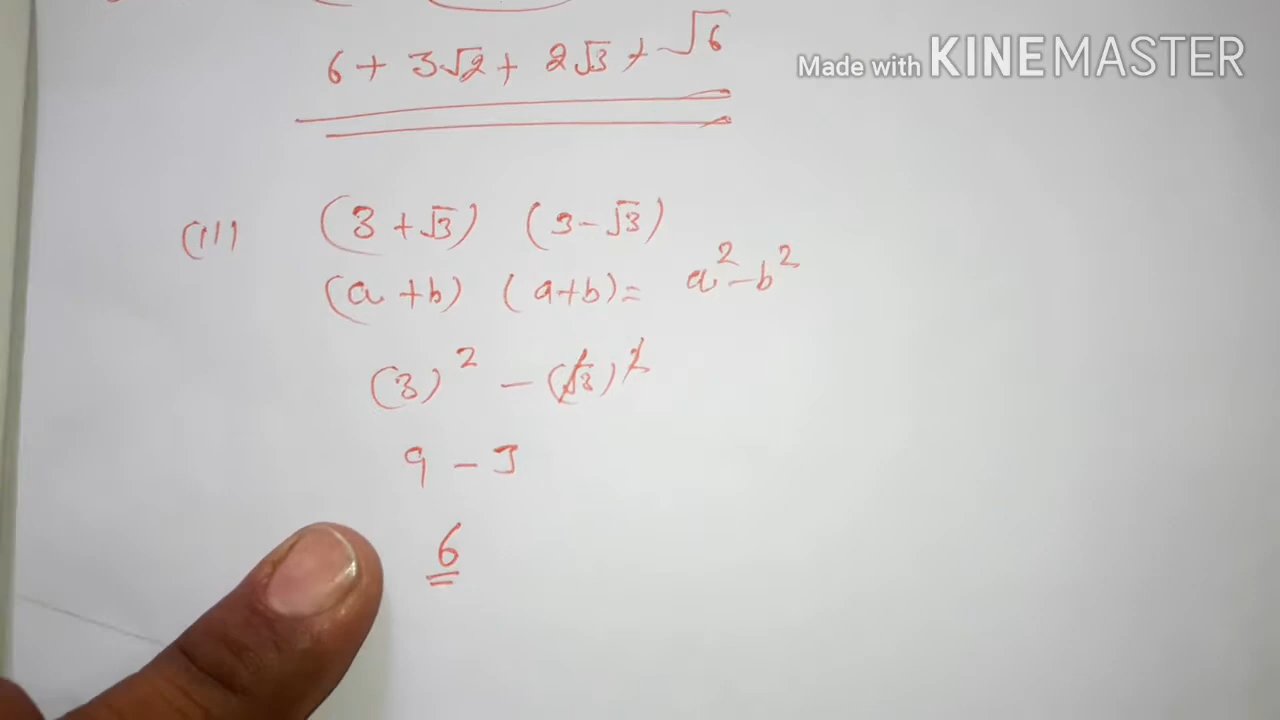 6 + 3√2 + 2√3 + √6
Made with KINEMASTER
(11) (3 + √3) (3 - √3)
(a + b) (a + b) = a² - b²
(3)² - (√3)²
9 - 3
6